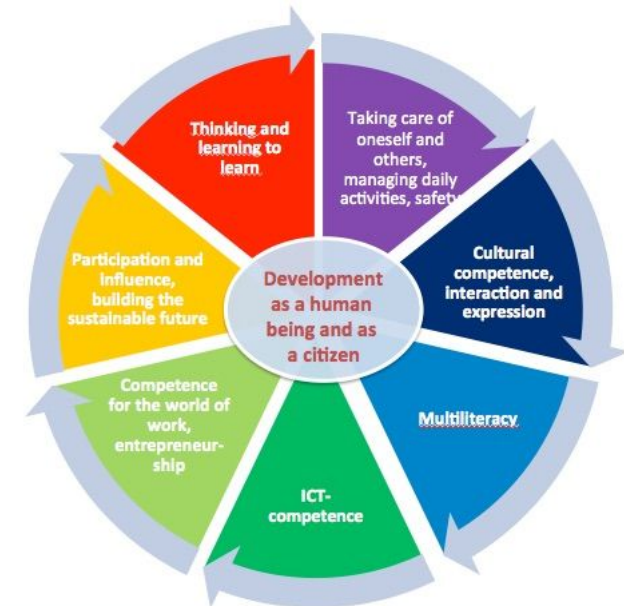 Thinking and
learning to
learn
Taking care of
oneself and
others,
managing daily
activities, safety
Cultural
competence,
interaction and
expression
Multiliteracy
ICT-
competence
Competence
for the world of
work,
entrepreneur-
ship
Participation and
influence,
building the
sustainable future
Development
as a human
being and as
a citizen